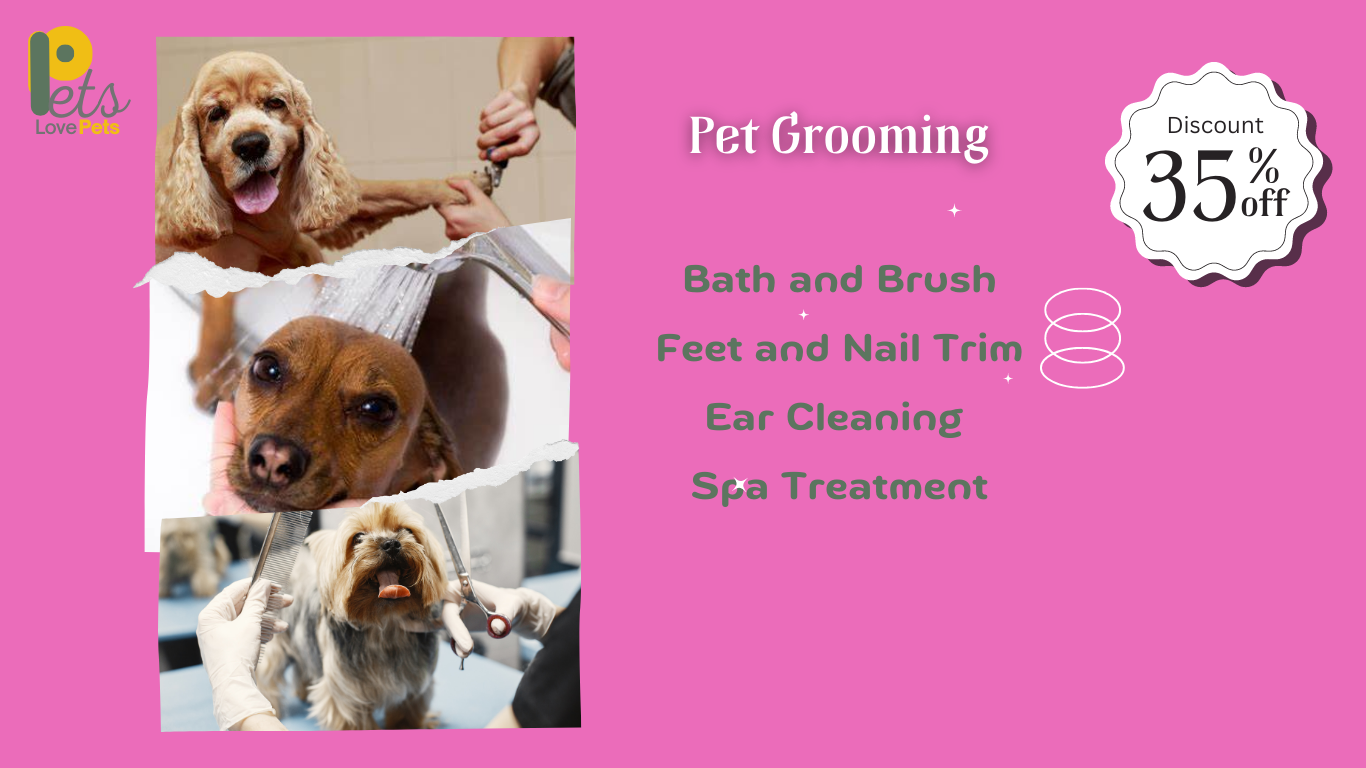 Pets
Love Pets
Pet Grooming
Discount
35% off
Bath and Brush
Feet and Nail Trim
Ear Cleaning
Spa Treatment